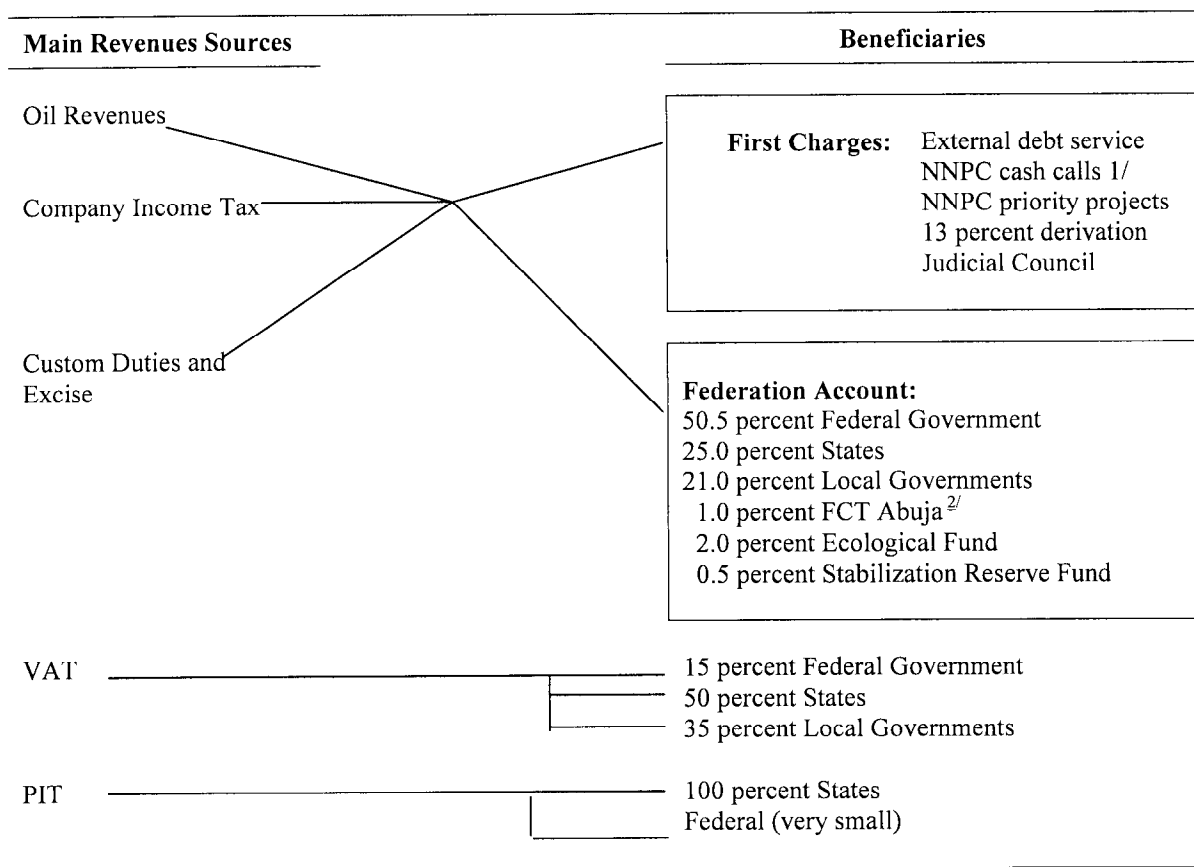 Main Revenues Sources
Beneficiaries
Oil Revenues
Company Income Tax
Custom Duties and
Excise
First Charges: External debt service
NNPC cash calls 1/
NNPC priority projects
13 percent derivation
Judicial Council
Federation Account:
50.5 percent Federal Government
25.0 percent States
21.0 percent Local Governments
1.0 percent FCT Abuja 2/
2.0 percent Ecological Fund
0.5 percent Stabilization Reserve Fund
VAT
15 percent Federal Government
50 percent States
35 percent Local Governments
PIT
100 percent States
Federal (very small)